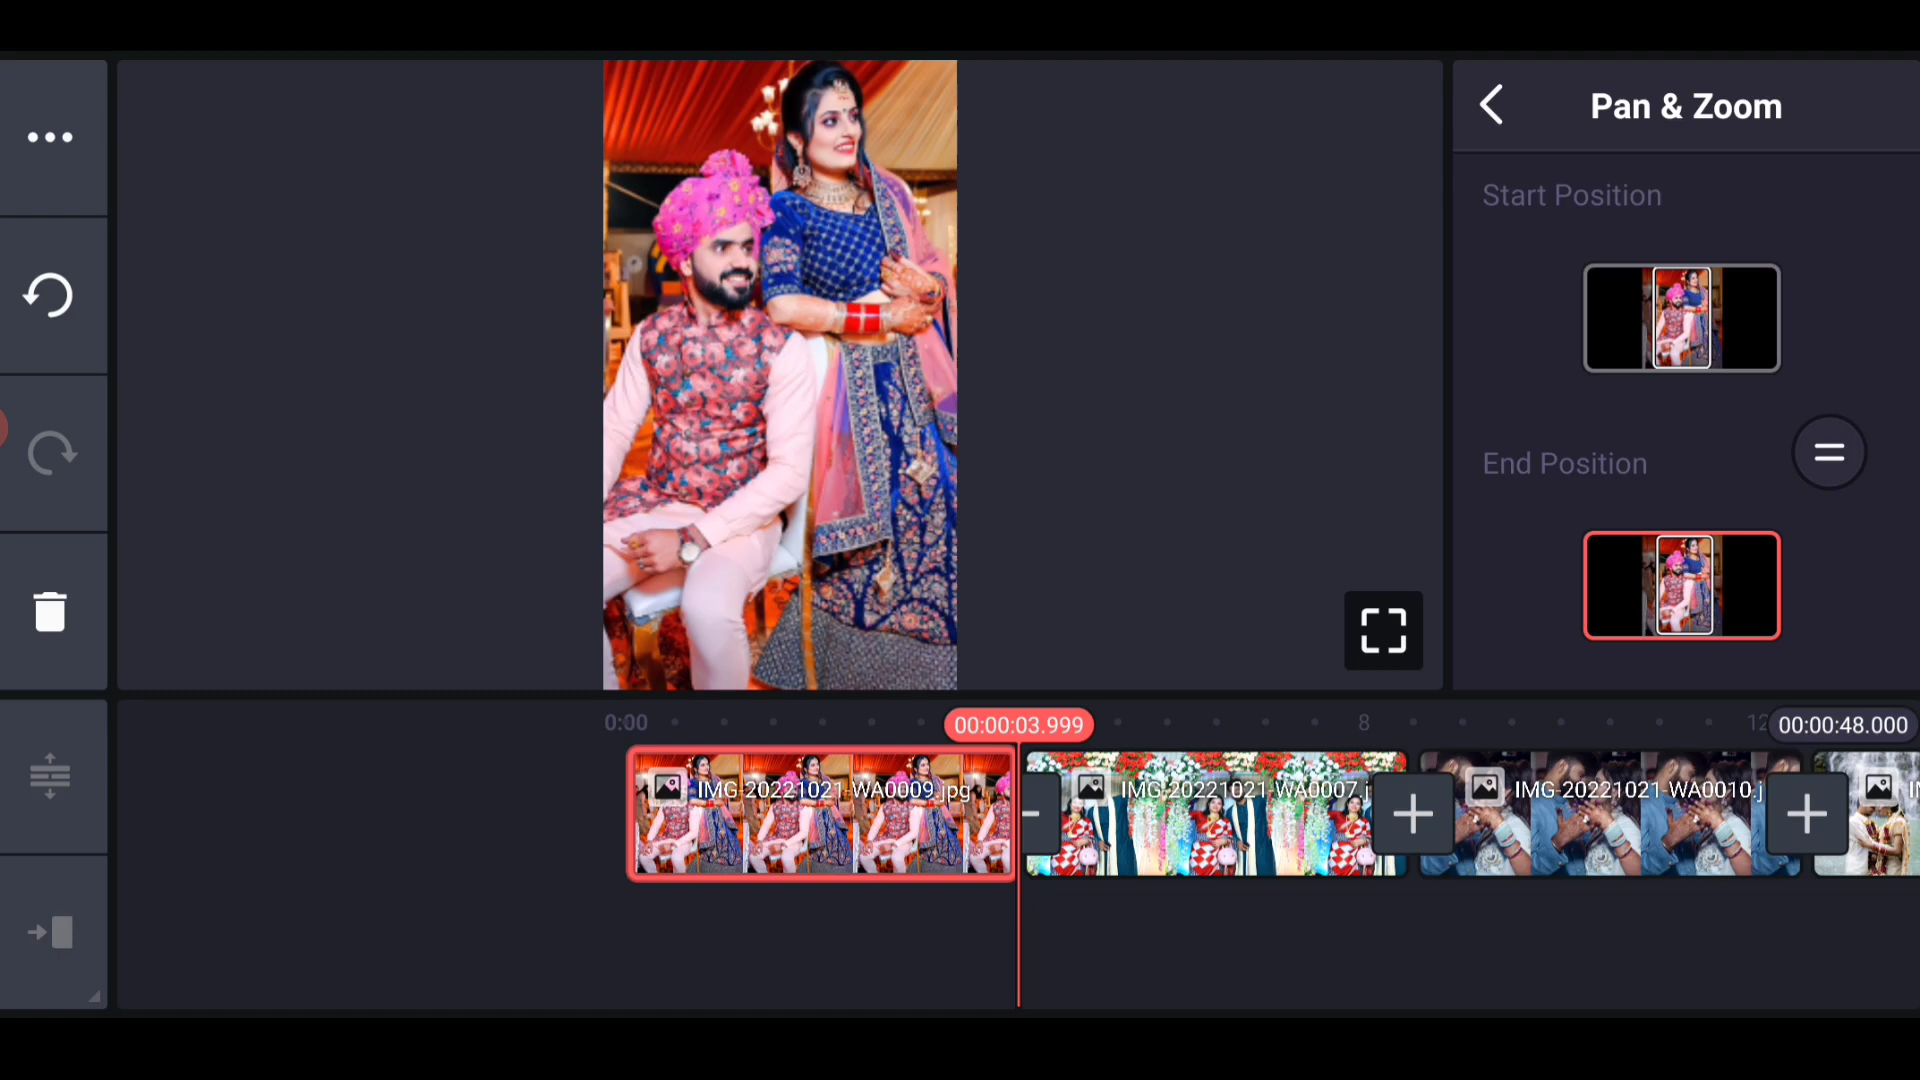 Pan & Zoom
Start Position
End Position
0:00
00:00:03.999
8
12
00:00:48.000
IMG-20221021-WA0009.jpg
IMG-20221021-WA0007.j
IMG-20221021-WA0010.j